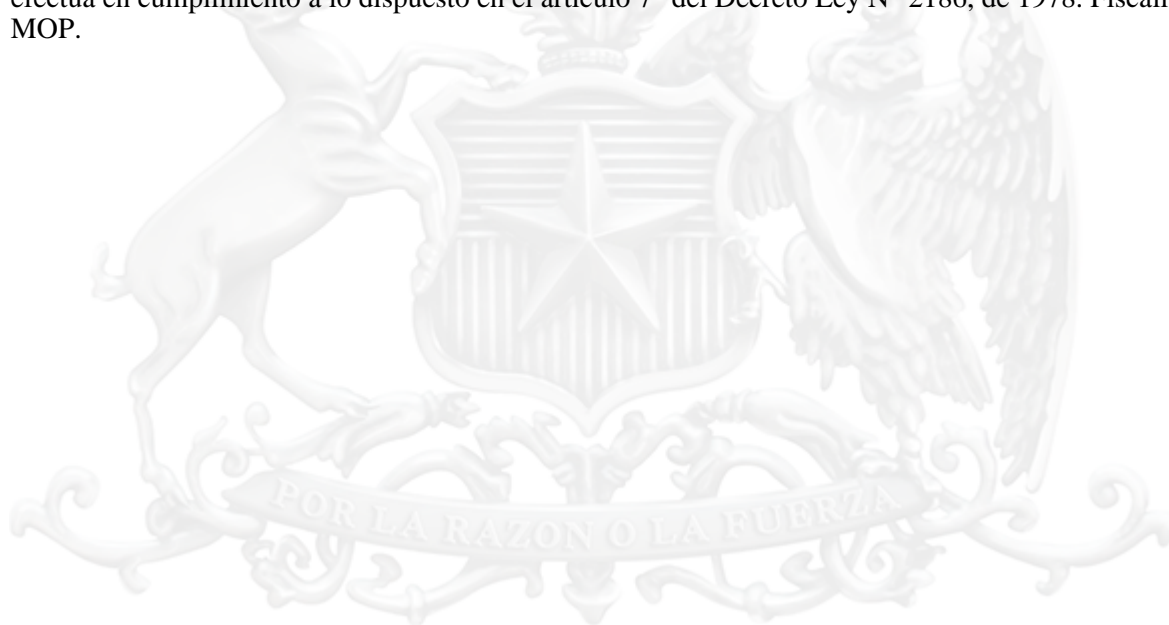 efectúa en cumplimiento a lo dispuesto en el artículo 7° del Decreto Ley N° 2186, de 1978. Fiscalía
MOP.
POR LA RAZON O LA FUERZA